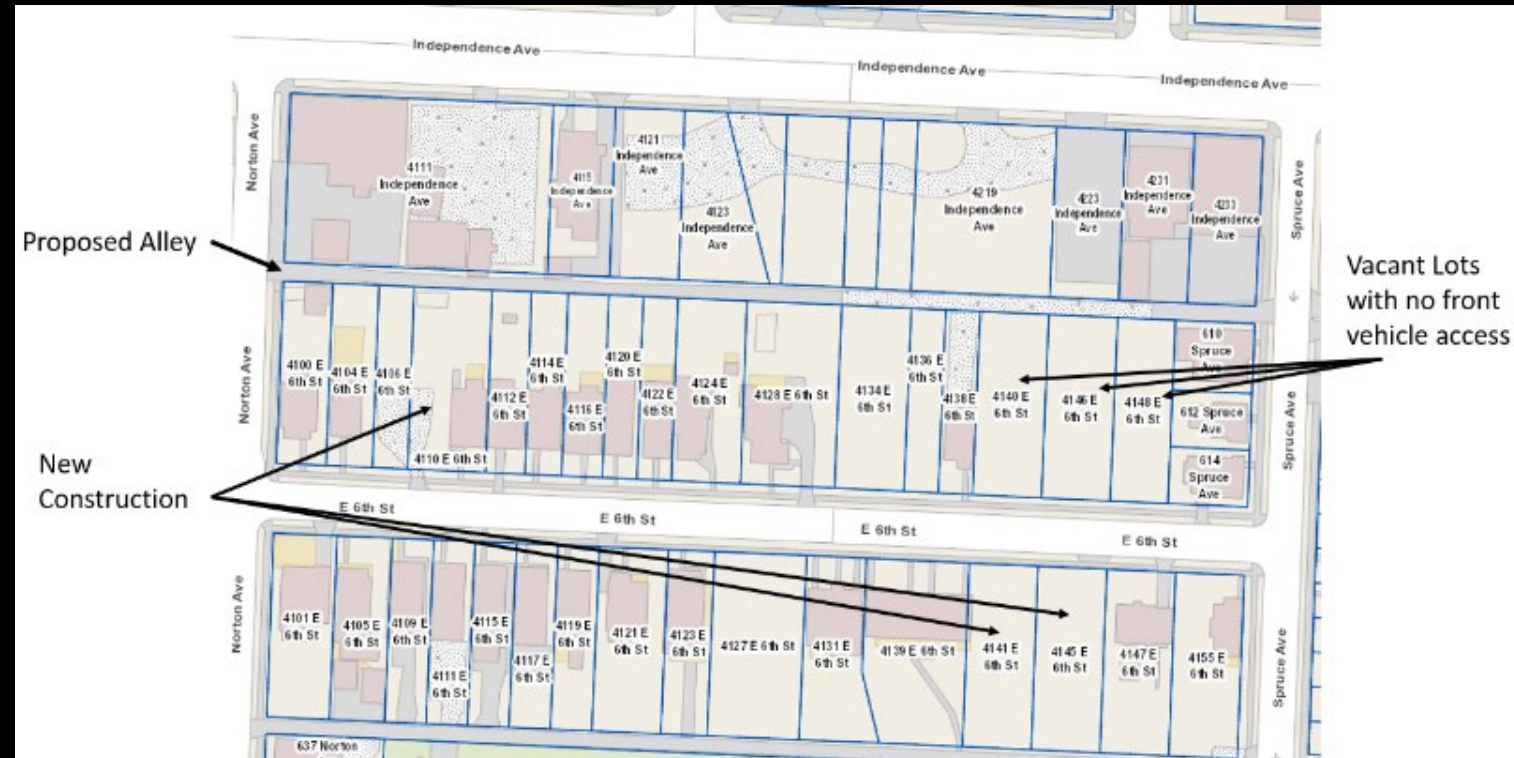 Independence Ave
Independence Ave
Independence Ave
Norton Ave
4111
Independence
Ave
4115
Independence
Ave
4121
Independence
Ave
4123
Independence
Ave
4219
Independence
Ave
4223
Independence
Ave
4231
Independence
Ave
4233
Independence
Ave
Spruce Ave
Proposed Alley
Vacant Lots
with no front
vehicle access
Norton Ave
4100 E
6th St
4104 E
6th St
4106 E
6th St
4110 E 6th St
4112 E
6th St
4114 E
6th St
4116 E
6th St
4120 E
6th St
4122 E
6th St
4124 E
6th St
4128 E 6th St
4134 E
6th St
4136 E
6th St
4138 E
6th St
4140 E
6th St
4146 E
6th St
4148 E
6th St
610
Spruce
Ave
612 Spruce
Ave
614
Spruce
Ave
Spruce Ave
New
Construction
E 6th St
E 6th St
E 6th St
E 6th St
Norton Ave
4101 E
6th St
4105 E
6th St
4109 E
6th St
4111 E
6th St
4115 E
6th St
4117 E
6th St
4119 E
6th St
4121 E
6th St
4123 E
6th St
4127 E 6th St
4131 E
6th St
4139 E 6th St
4141 E
6th St
4145 E
6th St
4147 E
6th St
4155 E
6th St
Spruce Ave
637 Norton